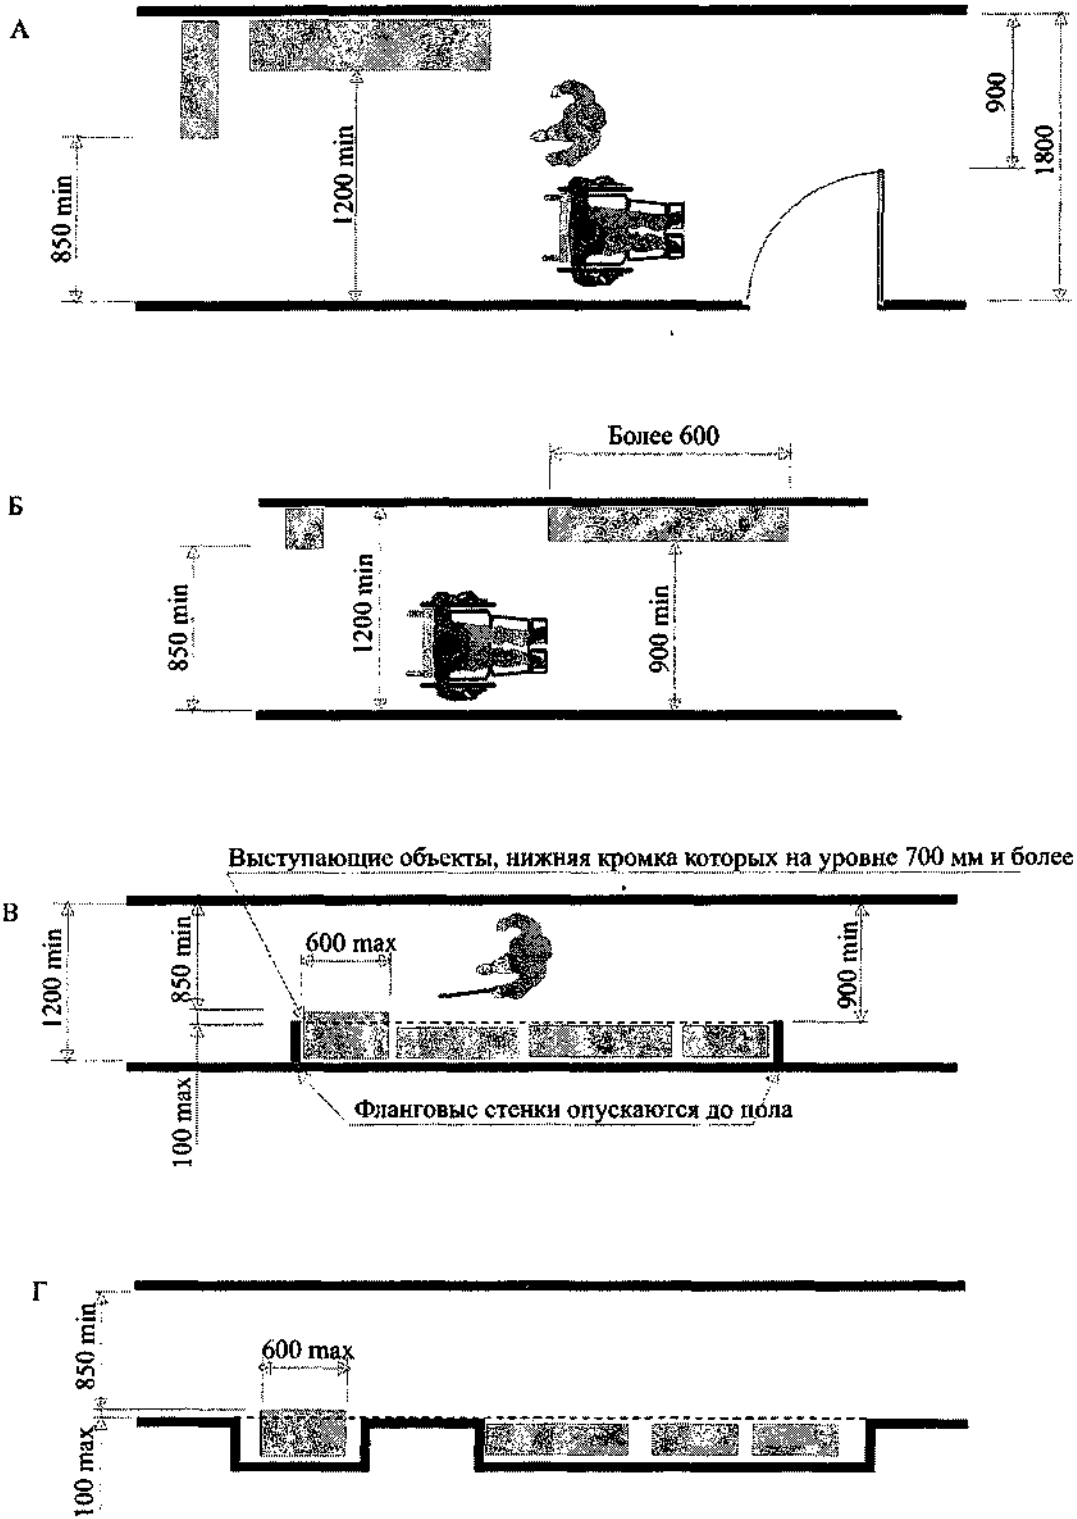 А
850 min
1200 min
900
1800
Более 600
Б
850 min
1200 min
900 min
Выступающие объекты, нижняя кромка которых на уровне 700 мм и более
В
1200 min
850 min
600 max
900 min
100 max
Фланговые стенки опускаются до пола
Г
850 min
600 max
100 max